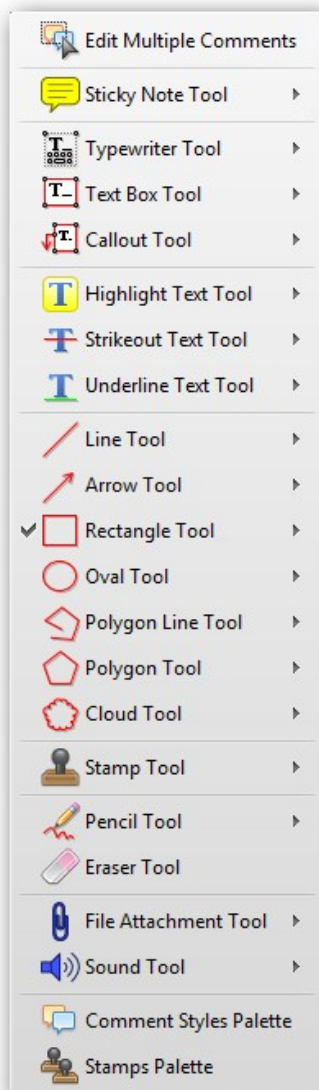 Edit Multiple Comments
Sticky Note Tool
Typewriter Tool
Text Box Tool
Callout Tool
Highlight Text Tool
Strikeout Text Tool
Underline Text Tool
Line Tool
Arrow Tool
Rectangle Tool
Oval Tool
Polygon Line Tool
Polygon Tool
Cloud Tool
Stamp Tool
Pencil Tool
Eraser Tool
File Attachment Tool
Sound Tool
Comment Styles Palette
Stamps Palette